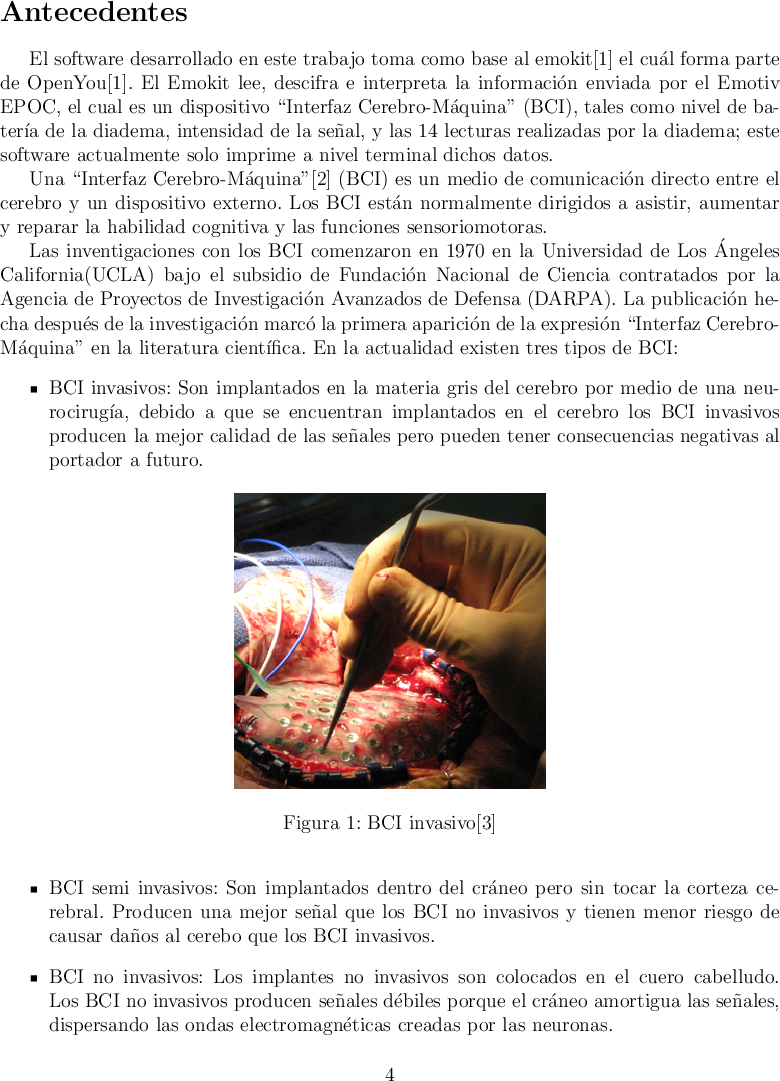 Antecedentes
El software desarrollado en este trabajo toma como base al emokit[1] el cuál forma parte
de OpenYou[1]. El Emokit lee, descifra e interpreta la información enviada por el Emotiv
EPOC, el cual es un dispositivo “Interfaz Cerebro-Máquina” (BCI), tales como nivel de ba-
tería de la diadema, intensidad de la señal, y las 14 lecturas realizadas por la diadema; este
software actualmente solo imprime a nivel terminal dichos datos.
Una “Interfaz Cerebro-Máquina”[2] (BCI) es un medio de comunicación directo entre el
cerebro y un dispositivo externo. Los BCI están normalmente dirigidos a asistir, aumentar
y reparar la habilidad cognitiva y las funciones sensoriomotoras.
Las inventigaciones con los BCI comenzaron en 1970 en la Universidad de Los Ángeles
California(UCLA) bajo el subsidio de Fundación Nacional de Ciencia contratados por la
Agencia de Proyectos de Investigación Avanzados de Defensa (DARPA). La publicación he-
cha después de la investigación marcó la primera aparición de la expresión “Interfaz Cerebro-
Máquina” en la literatura científica. En la actualidad existen tres tipos de BCI:
▪ BCI invasivos: Son implantados en la materia gris del cerebro por medio de una neu-
rocirugía, debido a que se encuentran implantados en el cerebro los BCI invasivos
producen la mejor calidad de las señales pero pueden tener consecuencias negativas al
portador a futuro.
Figura 1: BCI invasivo[3]
▪ BCI semi invasivos: Son implantados dentro del cráneo pero sin tocar la corteza ce-
rebral. Producen una mejor señal que los BCI no invasivos y tienen menor riesgo de
causar daños al cerebo que los BCI invasivos.
▪ BCI no invasivos: Los implantes no invasivos son colocados en el cuero cabelludo.
Los BCI no invasivos producen señales débiles porque el cráneo amortigua las señales,
dispersando las ondas electromagnéticas creadas por las neuronas.
4